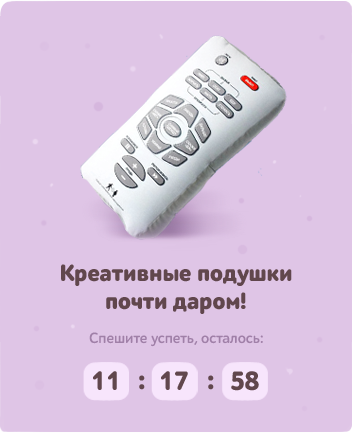 Креативные подушки
почти даром!
Спешите успеть, осталось:
11 : 17 : 58